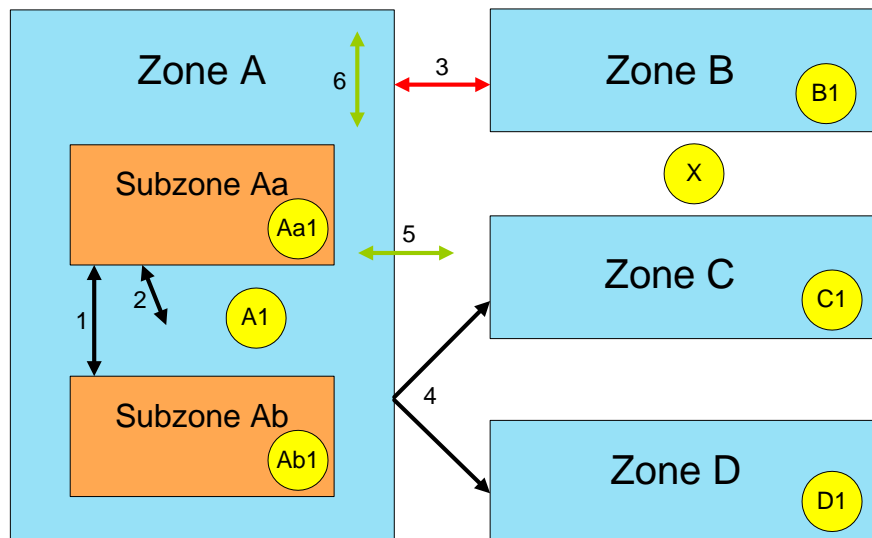 Zone A
6
3
Zone B
B1
X
Subzone Aa
Aa1
5
Zone C
C1
2
1
A1
4
Subzone Ab
Ab1
Zone D
D1